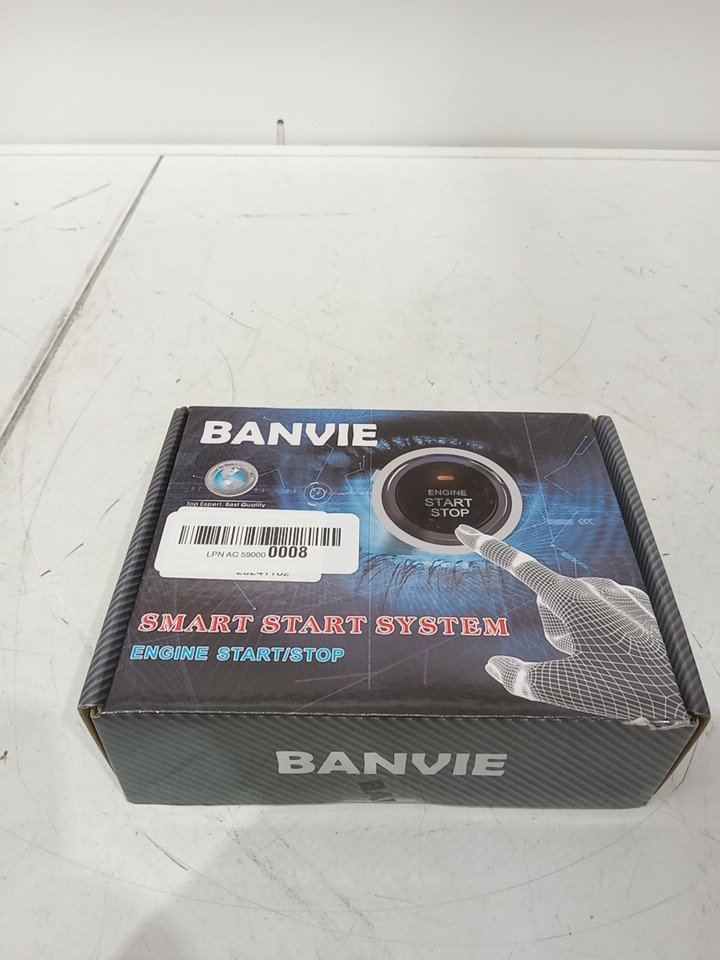 BANVIE
Top Expert, Best Quality
ENGINE
START
STOP
LPN AC 59000 0008
SMART START SYSTEM
ENGINE START/STOP
BANVIE